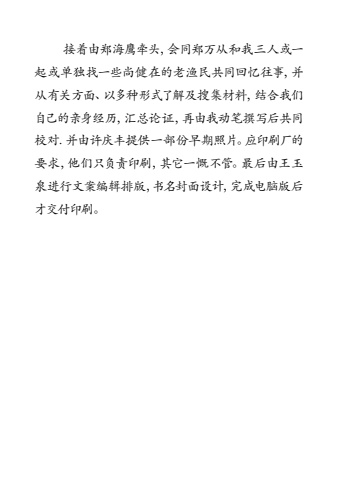 接着由郑海鹰牵头, 会同郑万从和我三人或一
起或单独找一些尚健在的老渔民共同回忆往事, 并
从有关方面、以多种形式了解及搜集材料, 结合我们
自己的亲身经历, 汇总论证, 再由我动笔撰写后共同
校对. 并由许庆丰提供一部份早期照片。应印刷厂的
要求, 他们只负责印刷, 其它一慨不管。最后由王玉
泉进行文案编辑排版, 书名封面设计, 完成电脑版后
才交付印刷。